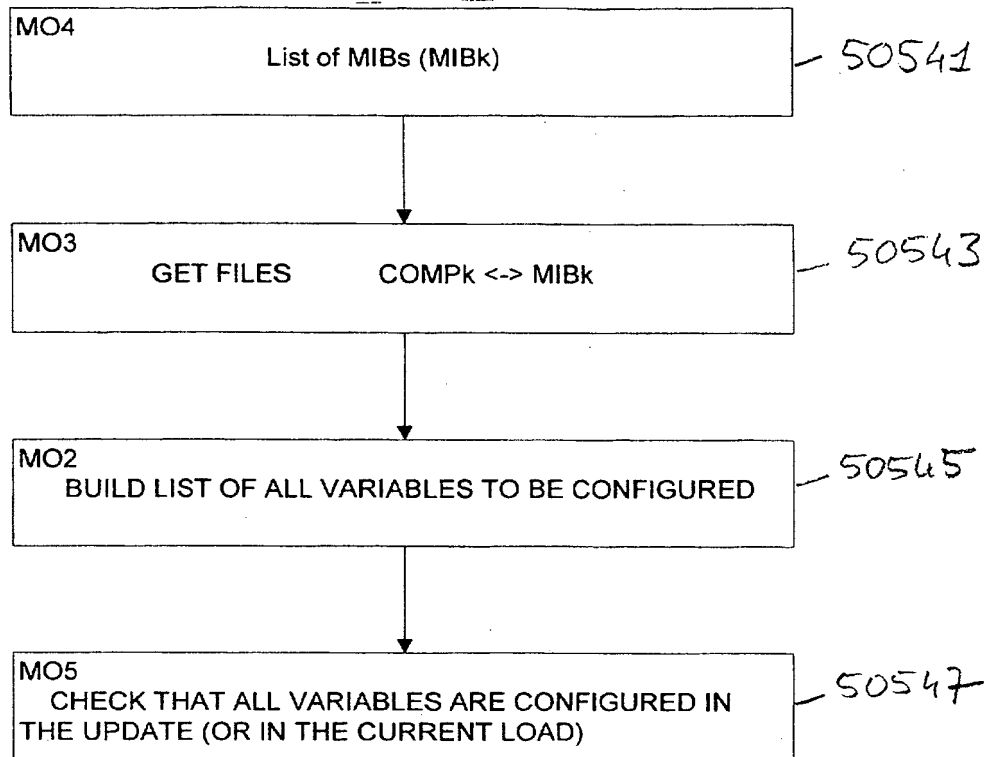 MO4
List of MIBs (MIBk)
50541
MO3
GET FILES COMPk <-> MIBk
50543
MO2
BUILD LIST OF ALL VARIABLES TO BE CONFIGURED
50545
MO5
CHECK THAT ALL VARIABLES ARE CONFIGURED IN
THE UPDATE (OR IN THE CURRENT LOAD)
50547